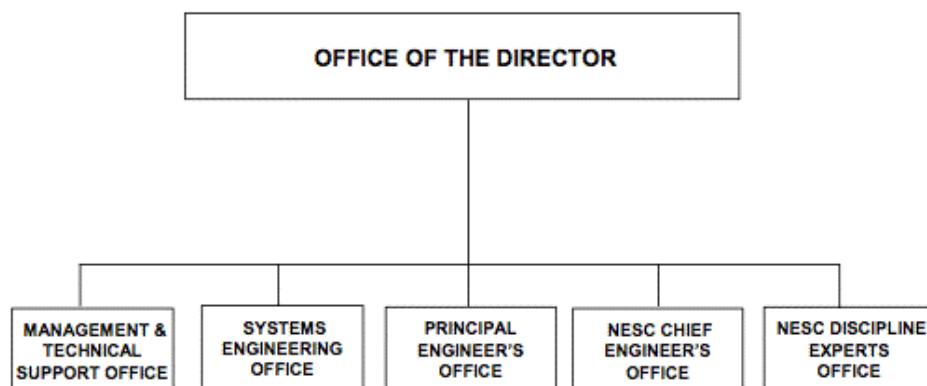 OFFICE OF THE DIRECTOR
MANAGEMENT &
TECHNICAL
SUPPORT OFFICE
SYSTEMS
ENGINEERING
OFFICE
PRINCIPAL
ENGINEER'S
OFFICE
NESC CHIEF
ENGINEER'S
OFFICE
NESC DISCIPLINE
EXPERTS
OFFICE